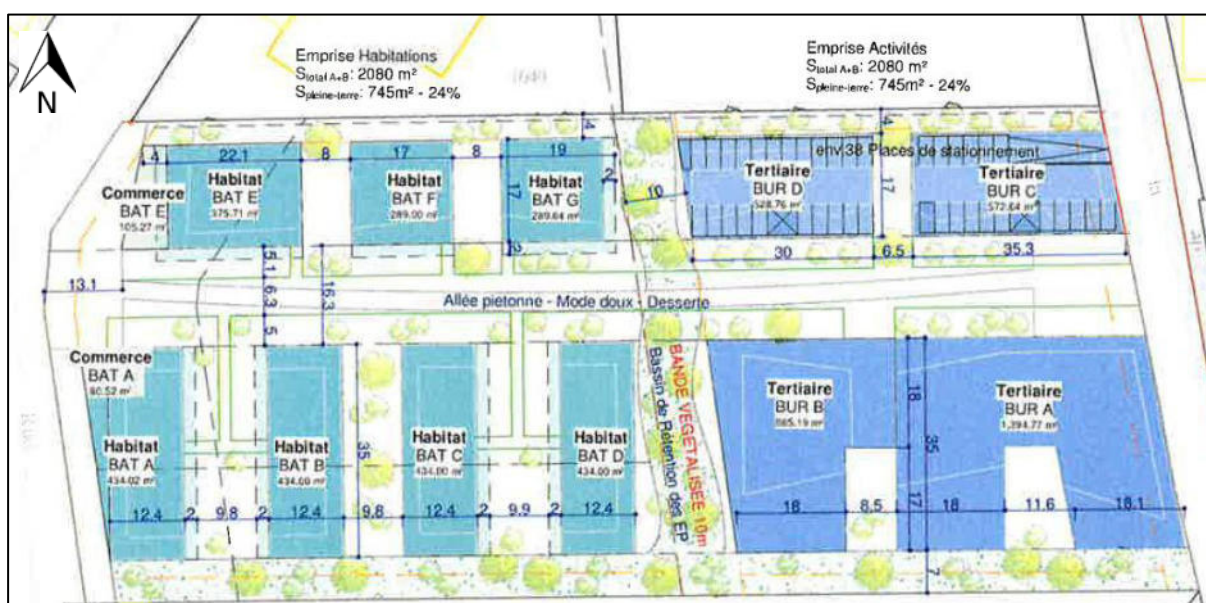 N
Emprise Habitations
Stotal A+B: 2080 m²
Spleine-terre: 745m² - 24%
Emprise Activités
Stotal A+B: 2080 m²
Spleine-terre: 745m² - 24%
4
4
4 22.1 8 17 8 19
env 38 Places de stationnement
Commerce
BAT E
105.27 m²
Habitat
BAT E
375.71 m²
Habitat
BAT F
289.00 m²
Habitat
BAT G
289.64 m²
17
2
2
10
Tertiaire
BUR D
528.76 m²
17
Tertiaire
BUR C
572.64 m²
30 6.5 35.3
13.1
5.1
6.3
5
16.3
Allée piétonne - Mode doux - Desserte
Commerce
BAT A
80.52 m²
Habitat
BAT A
434.02 m²
Habitat
BAT B
434.00 m²
35
Habitat
BAT C
434.00 m²
Habitat
BAT D
434.00 m²
12.4 2 9.8 2 12.4 9.8 12.4 2 9.9 2 12.4
BANDE VEGETALISEE 10m
Bassin de Rétention des EP
Tertiaire
BUR B
665.19 m²
Tertiaire
BUR A
1,394.77 m²
18
35
17
18 8.5 18 11.6 18.1
7